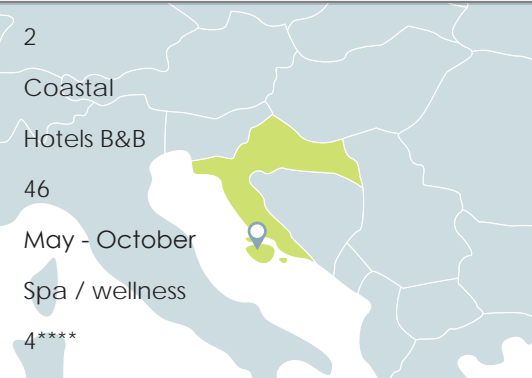 2
Coastal
Hotels B&B
46
May - October
Spa / wellness
4****